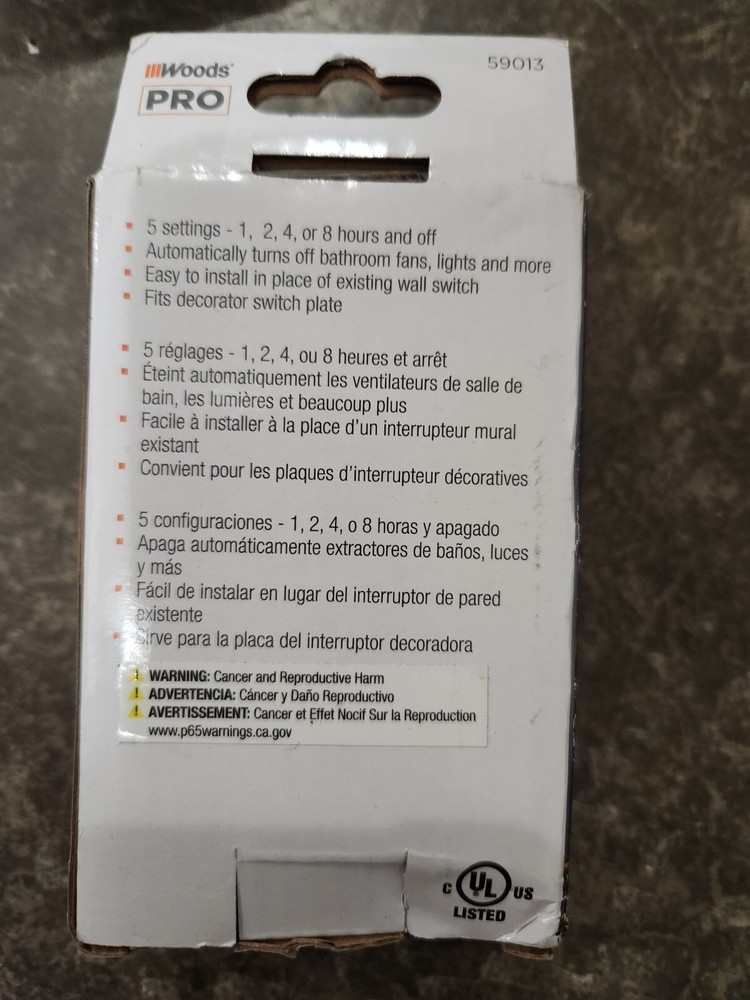 Woods®
PRO
59013
5 settings - 1, 2, 4, or 8 hours and off
Automatically turns off bathroom fans, lights and more
Easy to install in place of existing wall switch
Fits decorator switch plate
5 réglages - 1, 2, 4, ou 8 heures et arrêt
Éteint automatiquement les ventilateurs de salle de
bain, les lumières et beaucoup plus
Facile à installer à la place d'un interrupteur mural
existant
Convient pour les plaques d'interrupteur décoratives
5 configuraciones - 1, 2, 4, o 8 horas y apagado
Apaga automáticamente extractores de baños, luces
y más
Fácil de instalar en lugar del interruptor de pared
existente
Sirve para la placa del interruptor decoradora
WARNING: Cancer and Reproductive Harm
ADVERTENCIA: Cáncer y Daño Reproductivo
AVERTISSEMENT: Cancer et Effet Nocif Sur la Reproduction
www.p65warnings.ca.gov
C UL US
LISTED